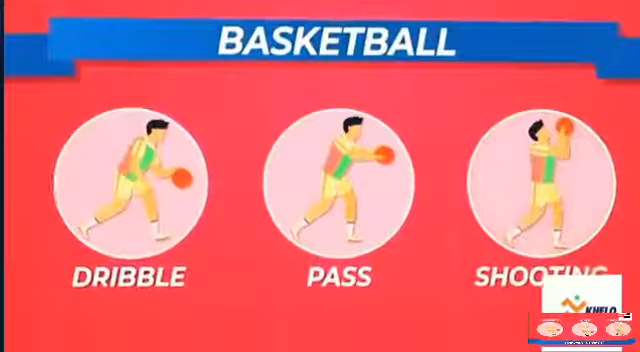 BASKETBALL
DRIBBLE
PASS
SHOOTING
KHELO